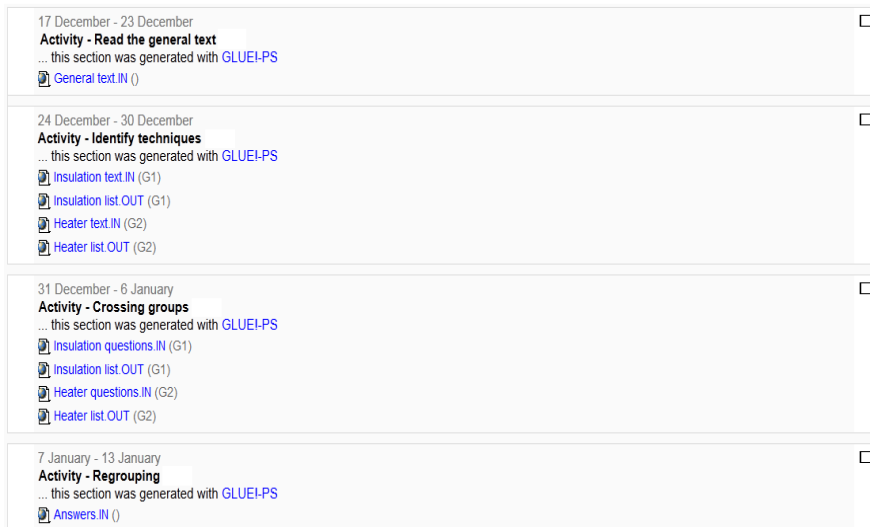 17 December - 23 December
Activity - Read the general text
... this section was generated with GLUE!-PS
General text.IN ()
24 December - 30 December
Activity - Identify techniques
... this section was generated with GLUE!-PS
Insulation text.IN (G1)
Insulation list.OUT (G1)
Heater text.IN (G2)
Heater list.OUT (G2)
31 December - 6 January
Activity - Crossing groups
... this section was generated with GLUE!-PS
Insulation questions.IN (G1)
Insulation list.OUT (G1)
Heater questions.IN (G2)
Heater list.OUT (G2)
7 January - 13 January
Activity - Regrouping
... this section was generated with GLUE!-PS
Answers.IN ()